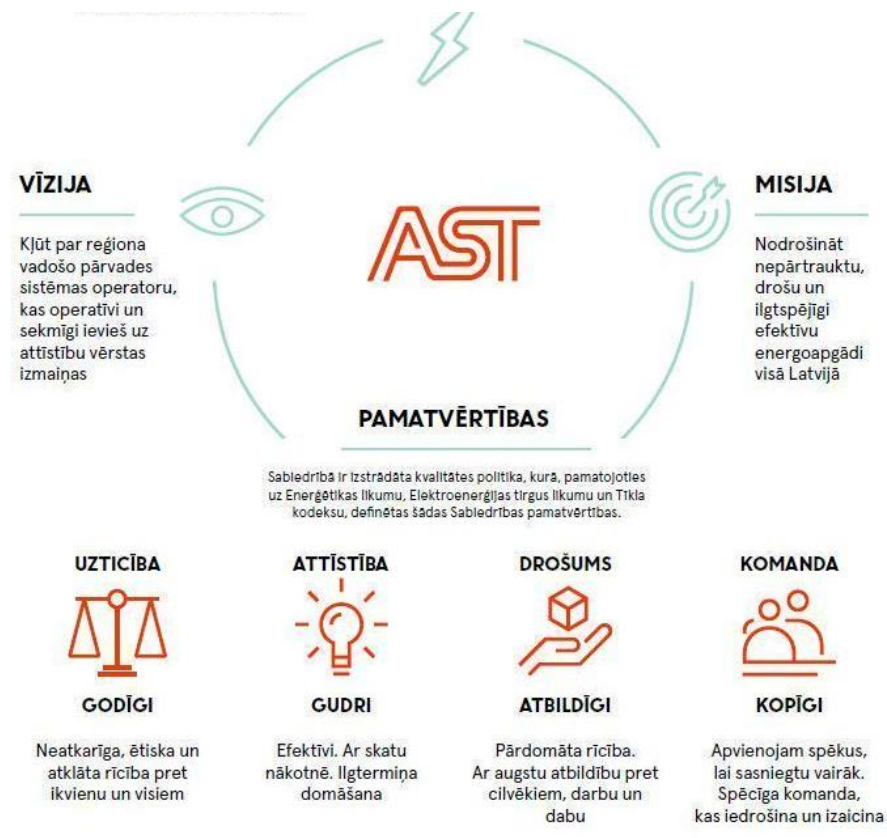 AST
VĪZIJA
Kļūt par reģiona
vadošo pārvades
sistēmas operatoru,
kas operatīvi un
sekmīgi ievieš uz
attīstību vērstas
izmaiņas
MISIJA
Nodrošināt
nepārtrauktu,
drošu un
ilgtspējīgi
efektīvu
energoapgādi
visā Latvijā
PAMATVĒRTĪBAS
Sabiedrībā ir izstrādāta kvalitātes politika, kurā, pamatojoties
uz Enerģētikas likumu, Elektroenerģijas tirgus likumu un Tīkla
kodeksu, definētas šādas Sabiedrības pamatvērtības.
UZTICĪBA
GODĪGI
Neatkarīga, ētiska un
atklāta rīcība pret
ikvienu un visiem
ATTĪSTĪBA
GUDRI
Efektīvi. Ar skatu
nākotnē. Ilgtermiņa
domāšana
DROŠUMS
ATBILDĪGI
Pārdomāta rīcība.
Ar augstu atbildību pret
cilvēkiem, darbu un
dabu
KOMANDA
KOPĪGI
Apvienojam spēkus,
lai sasniegtu vairāk.
Spēcīga komanda,
kas iedrošina un izaicina